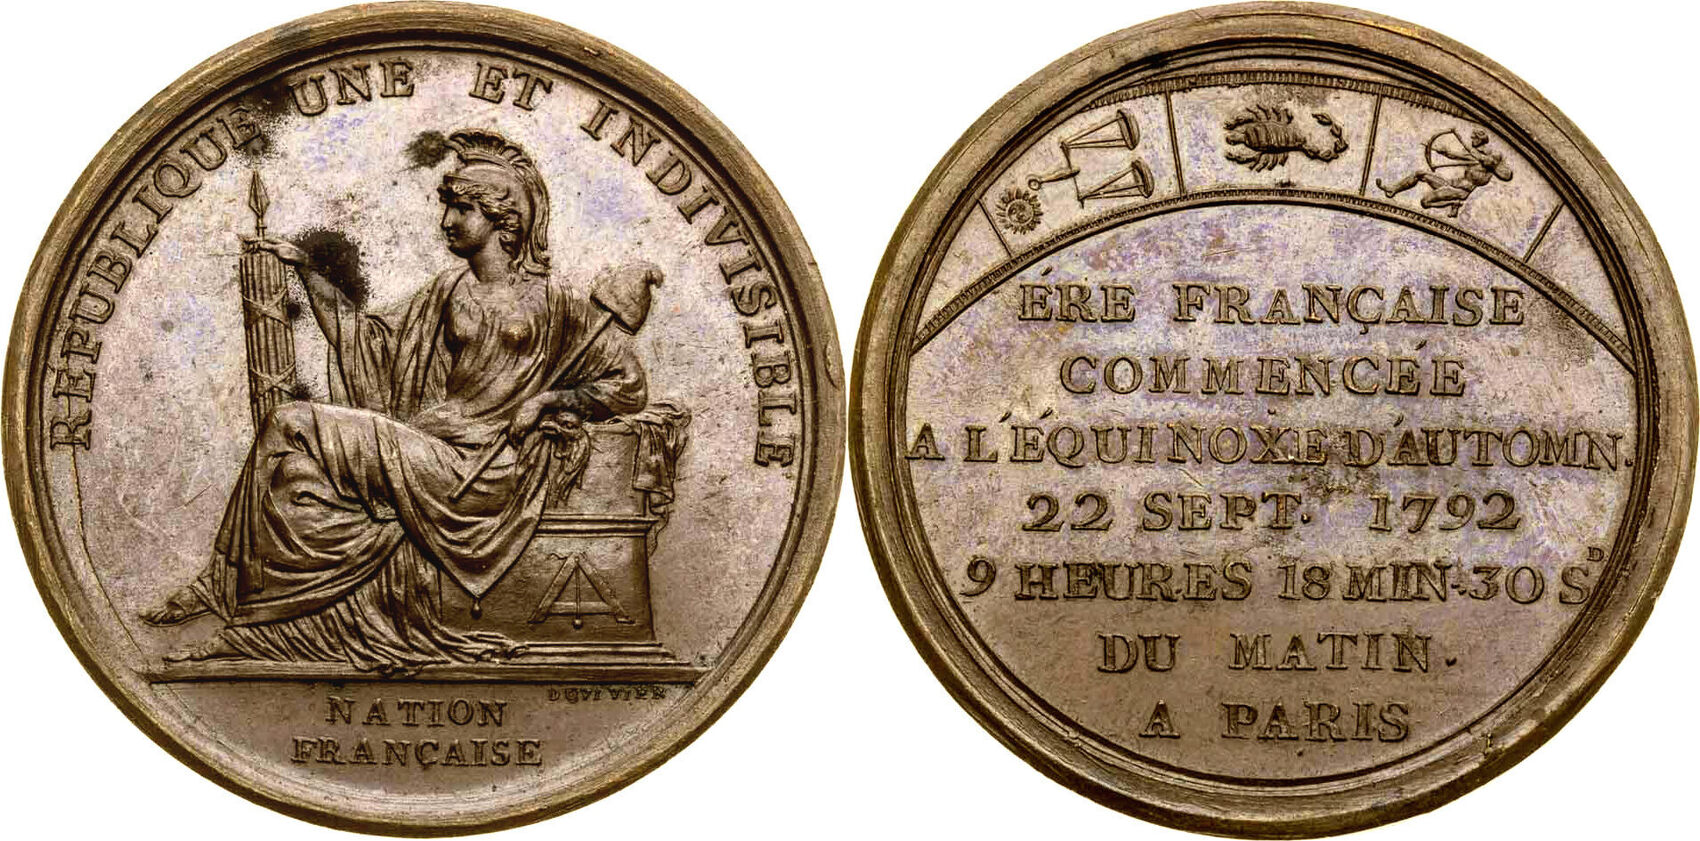 RÉPUBLIQUE UNE ET INDIVISIBLE
DUVIVIER
NATION
FRANÇAISE
ÉRE FRANÇAISE
COMMENCÉE
A L'ÉQUINOXE D'AUTOMN.
22 SEPT. 1792
9 HEURES 18 MIN. 30 SD
DU MATIN.
A PARIS